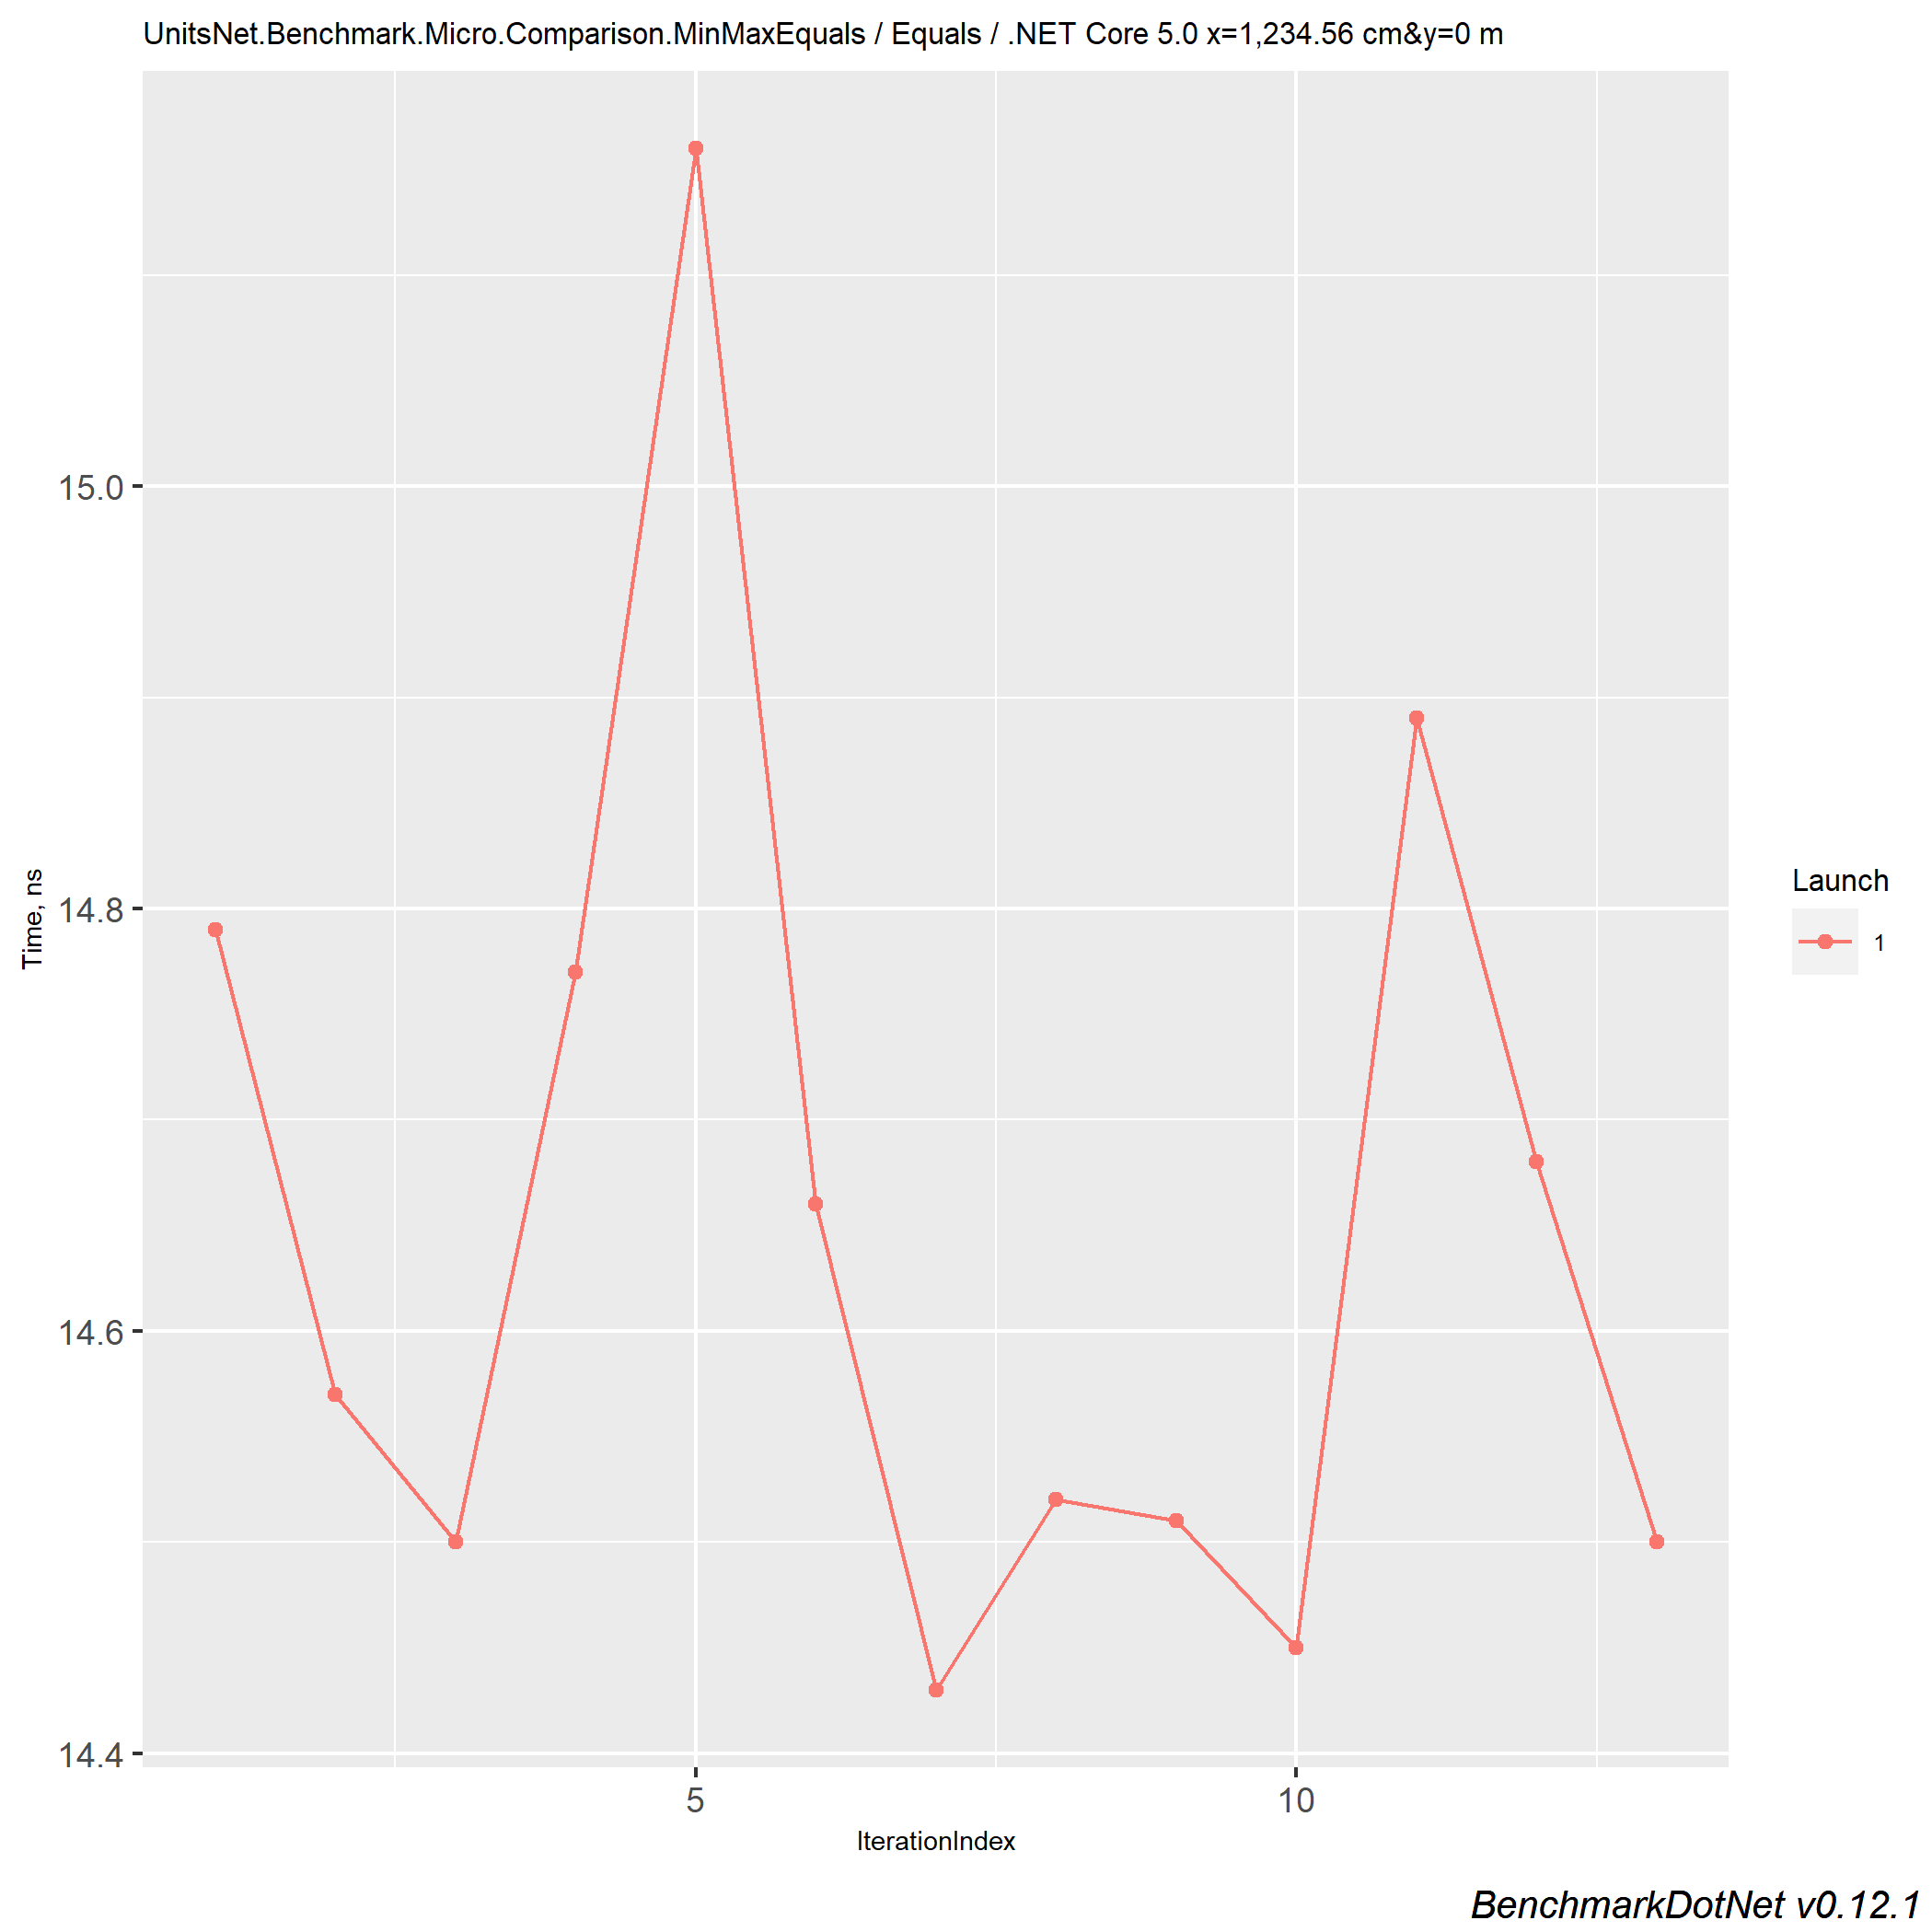 UnitsNet.Benchmark.Micro.Comparison.MinMaxEquals / Equals / .NET Core 5.0 x=1,234.56 cm&y=0 m
15.0
14.8
14.6
14.4
Time, ns
5
10
IterationIndex
Launch
1
BenchmarkDotNet v0.12.1